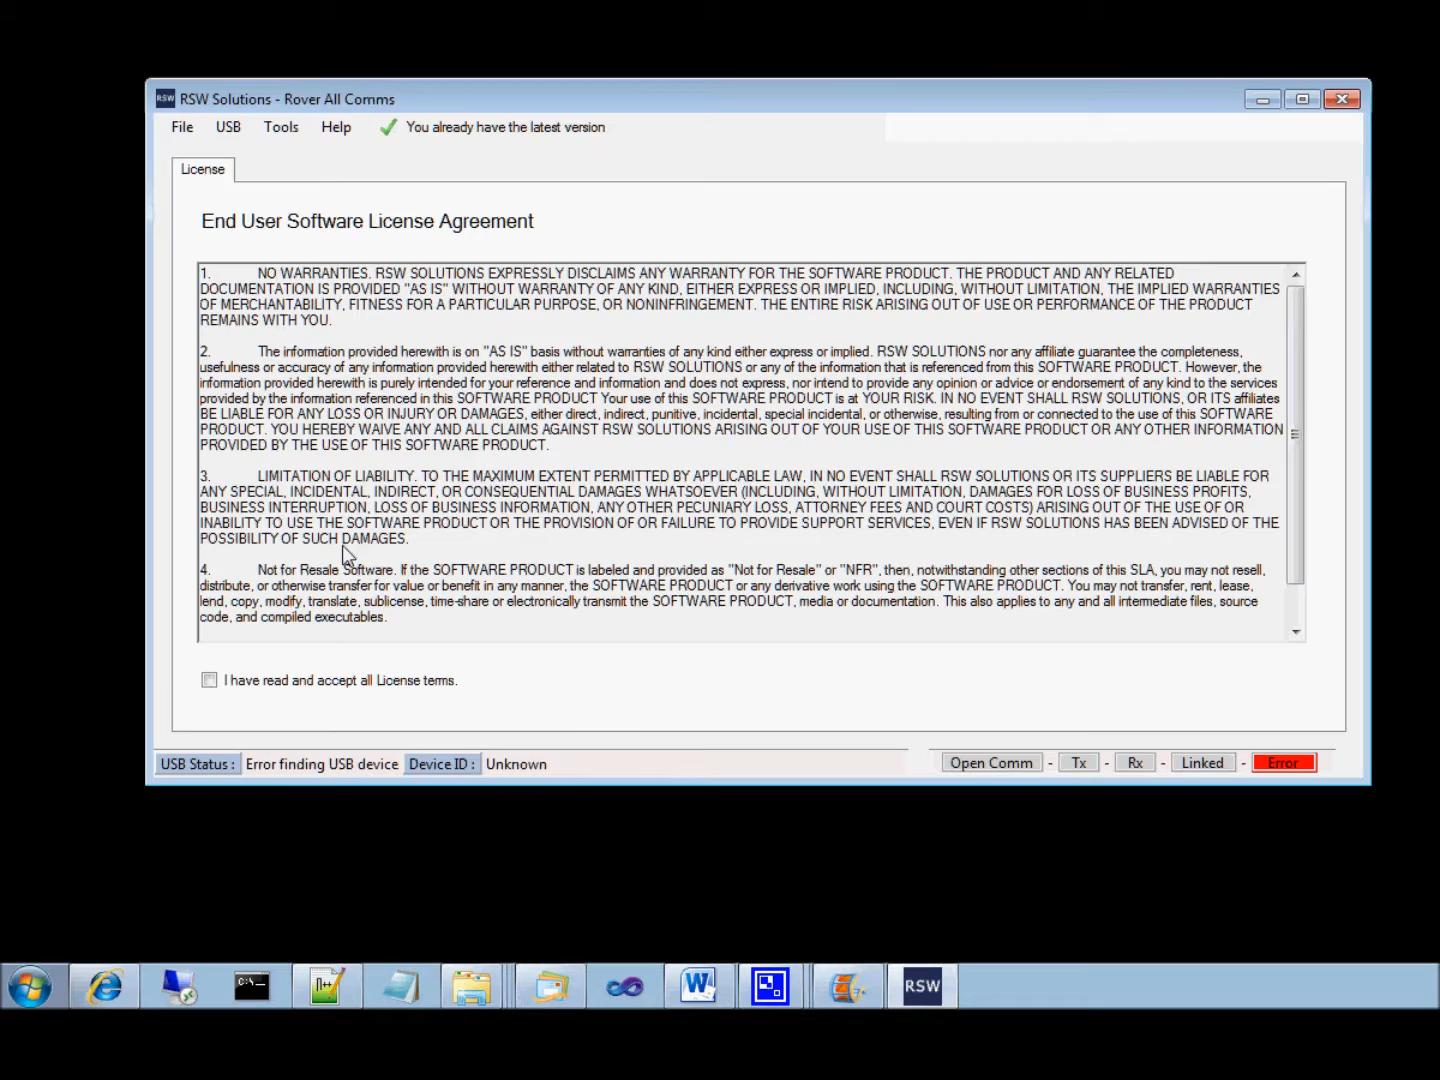 RSW RSW Solutions - Rover All Comms
File USB Tools Help You already have the latest version
License
End User Software License Agreement
1. NO WARRANTIES. RSW SOLUTIONS EXPRESSLY DISCLAIMS ANY WARRANTY FOR THE SOFTWARE PRODUCT. THE PRODUCT AND ANY RELATED
DOCUMENTATION IS PROVIDED "AS IS" WITHOUT WARRANTY OF ANY KIND, EITHER EXPRESS OR IMPLIED, INCLUDING, WITHOUT LIMITATION, THE IMPLIED WARRANTIES
OF MERCHANTABILITY, FITNESS FOR A PARTICULAR PURPOSE, OR NONINFRINGEMENT. THE ENTIRE RISK ARISING OUT OF USE OR PERFORMANCE OF THE PRODUCT
REMAINS WITH YOU.
2. The information provided herewith is on "AS IS" basis without warranties of any kind either express or implied. RSW SOLUTIONS nor any affiliate guarantee the completeness,
usefulness or accuracy of any information provided herewith either related to RSW SOLUTIONS or any of the information that is referenced from this SOFTWARE PRODUCT. However, the
information provided herewith is purely intended for your reference and information and does not express, nor intend to provide any opinion or advice or endorsement of any kind to the services
provided by the information referenced in this SOFTWARE PRODUCT Your use of this SOFTWARE PRODUCT is at YOUR RISK. IN NO EVENT SHALL RSW SOLUTIONS, OR ITS affiliates
BE LIABLE FOR ANY LOSS OR INJURY OR DAMAGES, either direct, indirect, punitive, incidental, special incidental, or otherwise, resulting from or connected to the use of this SOFTWARE
PRODUCT. YOU HEREBY WAIVE ANY AND ALL CLAIMS AGAINST RSW SOLUTIONS ARISING OUT OF YOUR USE OF THIS SOFTWARE PRODUCT OR ANY OTHER INFORMATION
PROVIDED BY THE USE OF THIS SOFTWARE PRODUCT.
3. LIMITATION OF LIABILITY. TO THE MAXIMUM EXTENT PERMITTED BY APPLICABLE LAW, IN NO EVENT SHALL RSW SOLUTIONS OR ITS SUPPLIERS BE LIABLE FOR
ANY SPECIAL, INCIDENTAL, INDIRECT, OR CONSEQUENTIAL DAMAGES WHATSOEVER (INCLUDING, WITHOUT LIMITATION, DAMAGES FOR LOSS OF BUSINESS PROFITS,
BUSINESS INTERRUPTION, LOSS OF BUSINESS INFORMATION, ANY OTHER PECUNIARY LOSS, ATTORNEY FEES AND COURT COSTS) ARISING OUT OF THE USE OF OR
INABILITY TO USE THE SOFTWARE PRODUCT OR THE PROVISION OF OR FAILURE TO PROVIDE SUPPORT SERVICES, EVEN IF RSW SOLUTIONS HAS BEEN ADVISED OF THE
POSSIBILITY OF SUCH DAMAGES.
4. Not for Resale Software. If the SOFTWARE PRODUCT is labeled and provided as "Not for Resale" or "NFR", then, notwithstanding other sections of this SLA, you may not resell,
distribute, or otherwise transfer for value or benefit in any manner, the SOFTWARE PRODUCT or any derivative work using the SOFTWARE PRODUCT. You may not transfer, rent, lease,
lend, copy, modify, translate, sublicense, time-share or electronically transmit the SOFTWARE PRODUCT, media or documentation. This also applies to any and all intermediate files, source
code, and compiled executables.
I have read and accept all License terms.
USB Status : Error finding USB device Device ID : Unknown Open Comm - Tx - Rx - Linked - Error
C:\ W RSW